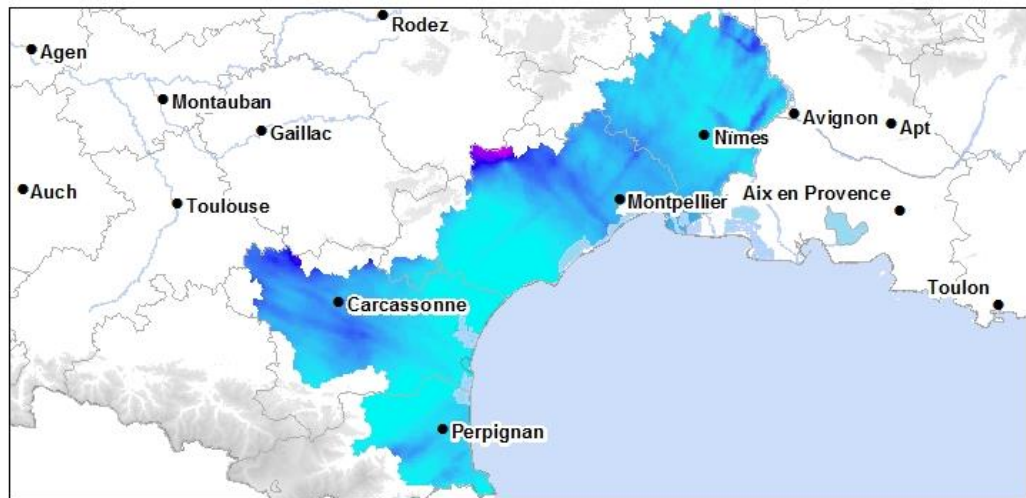 Rodez
Agen
Montauban
Gaillac
Avignon
Apt
Nîmes
Auch
Toulouse
Montpellier
Aix en Provence
Carcassonne
Toulon
Perpignan